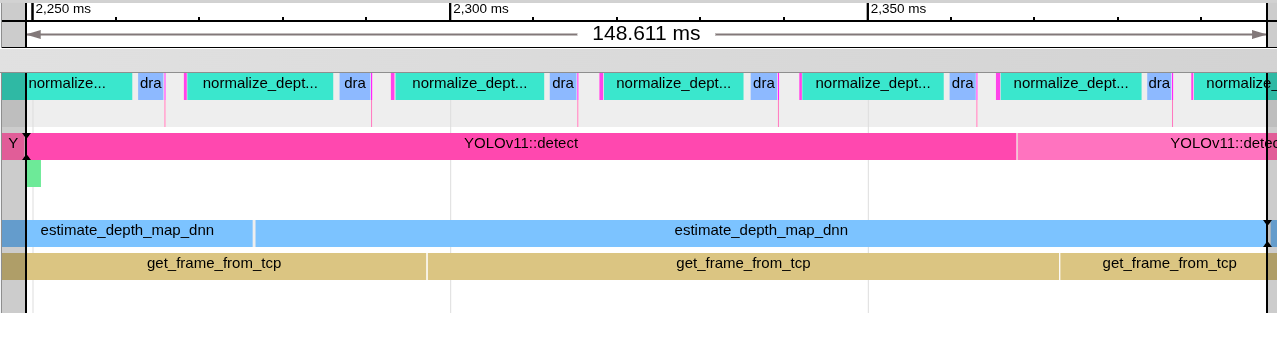 2,250 ms 2,300 ms 2,350 ms
148.611 ms
normalize... dra normalize_dept... dra normalize_dept... dra normalize_dept... dra normalize_dept... dra normalize_dept... dra normalize_
Y YOLOv11::detect YOLOv11::detec
estimate_depth_map_dnn estimate_depth_map_dnn
get_frame_from_tcp get_frame_from_tcp get_frame_from_tcp